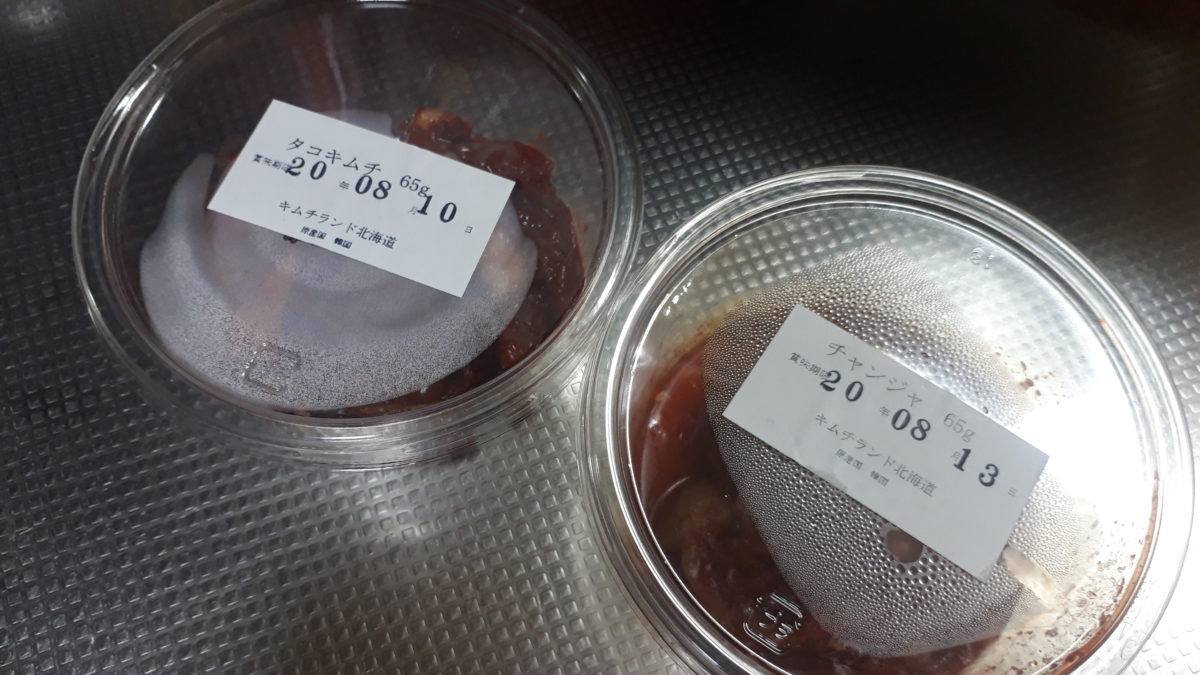 タコキムチ 65g
賞味期限 20 年 08 月 10 日
キムチランド北海道
原産国 韓国
チャンジャ 65g
賞味期限 20 年 08 月 13 日
キムチランド北海道
原産国 韓国